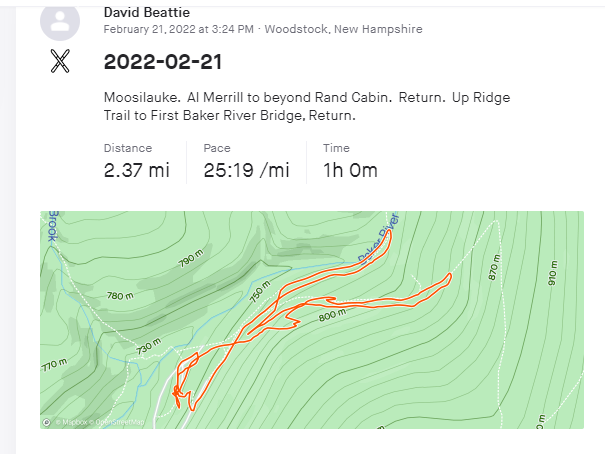 David Beattie
February 21, 2022 at 3:24 PM · Woodstock, New Hampshire
2022-02-21
Moosilauke. Al Merrill to beyond Rand Cabin. Return. Up Ridge
Trail to First Baker River Bridge, Return.
Distance Pace Time
2.37 mi 25:19 /mi 1h 0m
Brook
Baker River
790 m
870 m
910 m
780 m
750 m
800 m
730 m
770 m
0 m
© Mapbox © OpenStreetMap